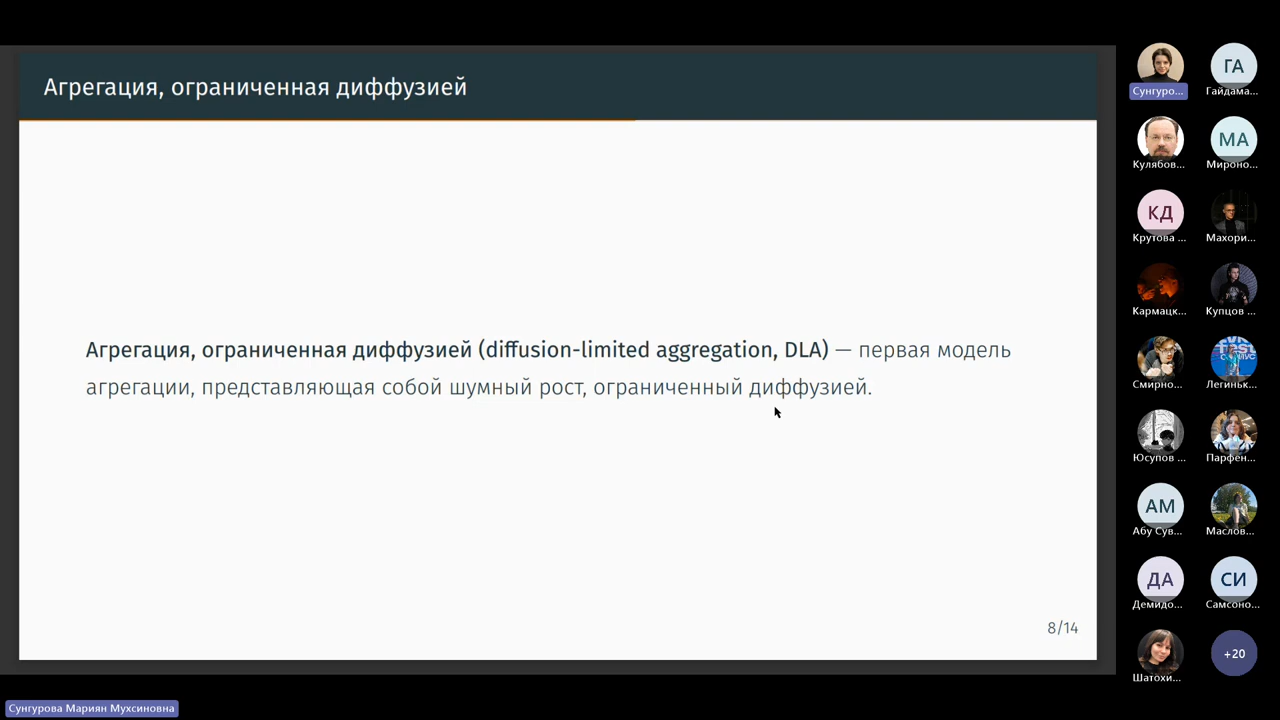 Агрегация, ограниченная диффузией
Агрегация, ограниченная диффузией (diffusion-limited aggregation, DLA) — первая модель
агрегации, представляющая собой шумный рост, ограниченный диффузией.
8/14
Сунгуро...
ГА
Гайдама...
Кулябов...
МА
Мироно...
КД
Крутова ...
Махори...
Кармацк...
Купцов ...
Смирно...
Легиньк...
Юсупов ...
Парфён...
АМ
Абу Сув...
Маслов...
ДА
Демидо...
СИ
Самсоно...
Шатохи...
+20
Сунгурова Мариян Мухсиновна